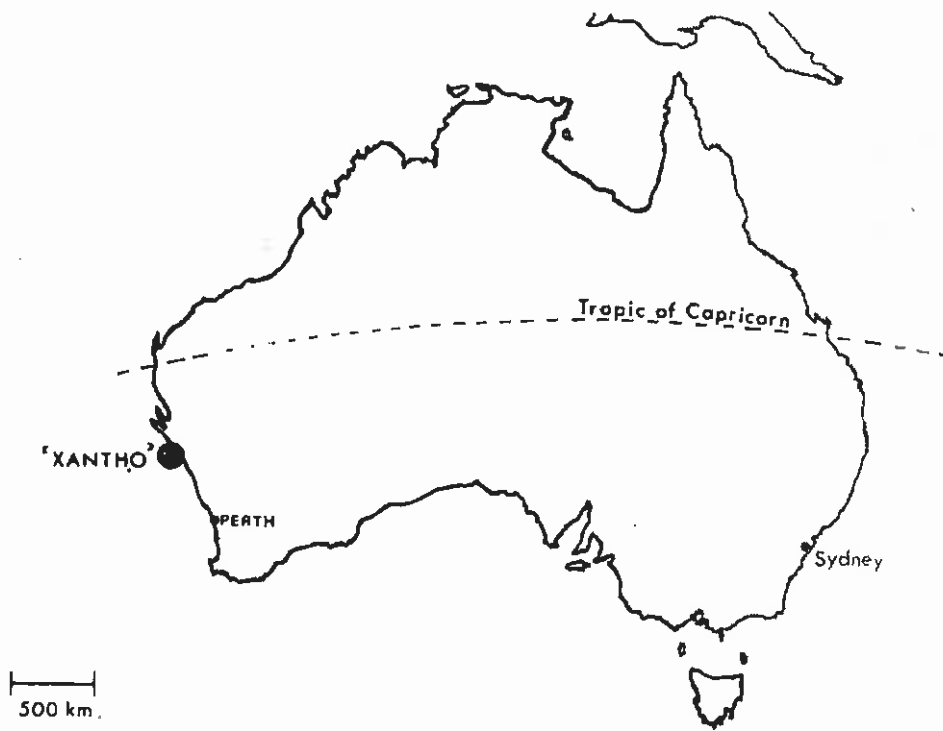 Tropic of Capricorn
'XANTHO'
PERTH
Sydney
500 km.